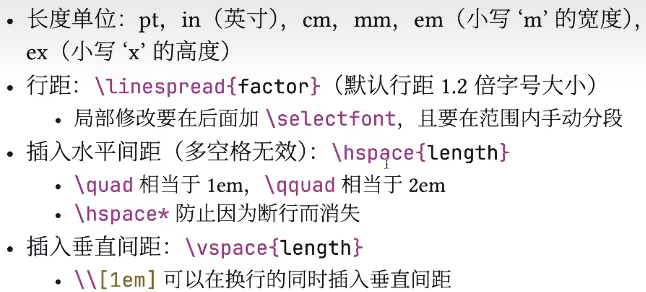 • 长度单位：pt，in（英寸），cm，mm，em（小写 ‘m’ 的宽度），
ex（小写 ‘x’ 的高度）
• 行距：\linespread{factor}（默认行距 1.2 倍字号大小）
• 局部修改要在后面加 \selectfont，且要在范围内手动分段
• 插入水平间距（多空格无效）：\hspace{length}
• \quad 相当于 1em，\qquad 相当于 2em
• \hspace* 防止因为断行而消失
• 插入垂直间距：\vspace{length}
• \\[1em] 可以在换行的同时插入垂直间距